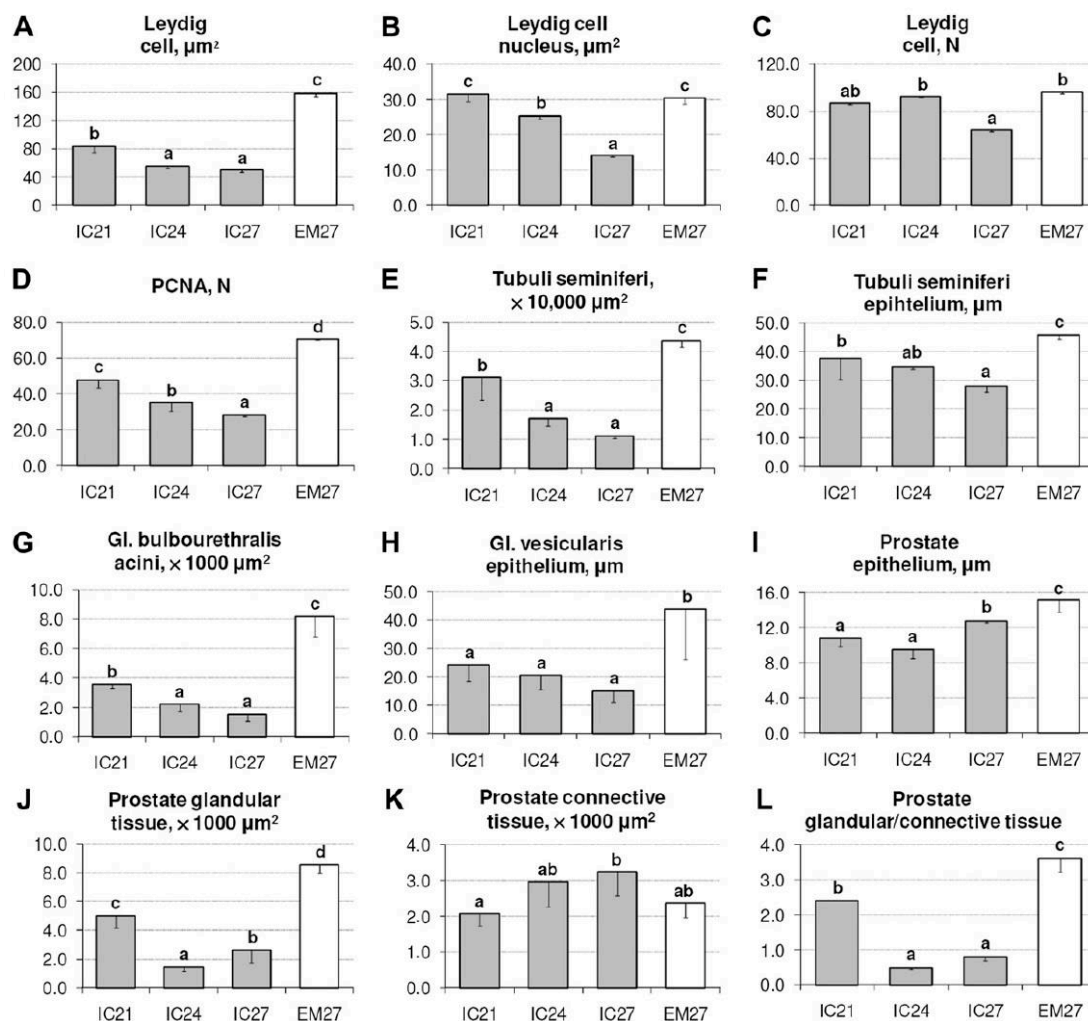 A
Leydig
cell, µm²
200
160
120
80
40
0
b
a
a
c
IC21 IC24 IC27 EM27
B
Leydig cell
nucleus, µm²
40.0
30.0
20.0
10.0
0.0
c
b
a
c
IC21 IC24 IC27 EM27
C
Leydig
cell, N
120.0
80.0
40.0
0.0
ab
b
a
b
IC21 IC24 IC27 EM27
D
PCNA, N
80.0
60.0
40.0
20.0
0.0
c
b
a
d
IC21 IC24 IC27 EM27
E
Tubuli seminiferi,
× 10,000 µm²
5.0
4.0
3.0
2.0
1.0
0.0
b
a
a
c
IC21 IC24 IC27 EM27
F
Tubuli seminiferi
epihtelium, µm
50.0
40.0
30.0
20.0
10.0
0.0
b
ab
a
c
IC21 IC24 IC27 EM27
G
Gl. bulbourethralis
acini, × 1000 µm²
10.0
8.0
6.0
4.0
2.0
0.0
b
a
a
c
IC21 IC24 IC27 EM27
H
Gl. vesicularis
epithelium, µm
50.0
40.0
30.0
20.0
10.0
0.0
a
a
a
b
IC21 IC24 IC27 EM27
I
Prostate
epithelium, µm
16.0
12.0
8.0
4.0
0.0
a
a
b
c
IC21 IC24 IC27 EM27
J
Prostate glandular
tissue, × 1000 µm²
10.0
8.0
6.0
4.0
2.0
0.0
c
a
b
d
IC21 IC24 IC27 EM27
K
Prostate connective
tissue, × 1000 µm²
4.0
3.0
2.0
1.0
0.0
a
ab
b
ab
IC21 IC24 IC27 EM27
L
Prostate
glandular/connective tissue
4.0
3.0
2.0
1.0
0.0
b
a
a
c
IC21 IC24 IC27 EM27